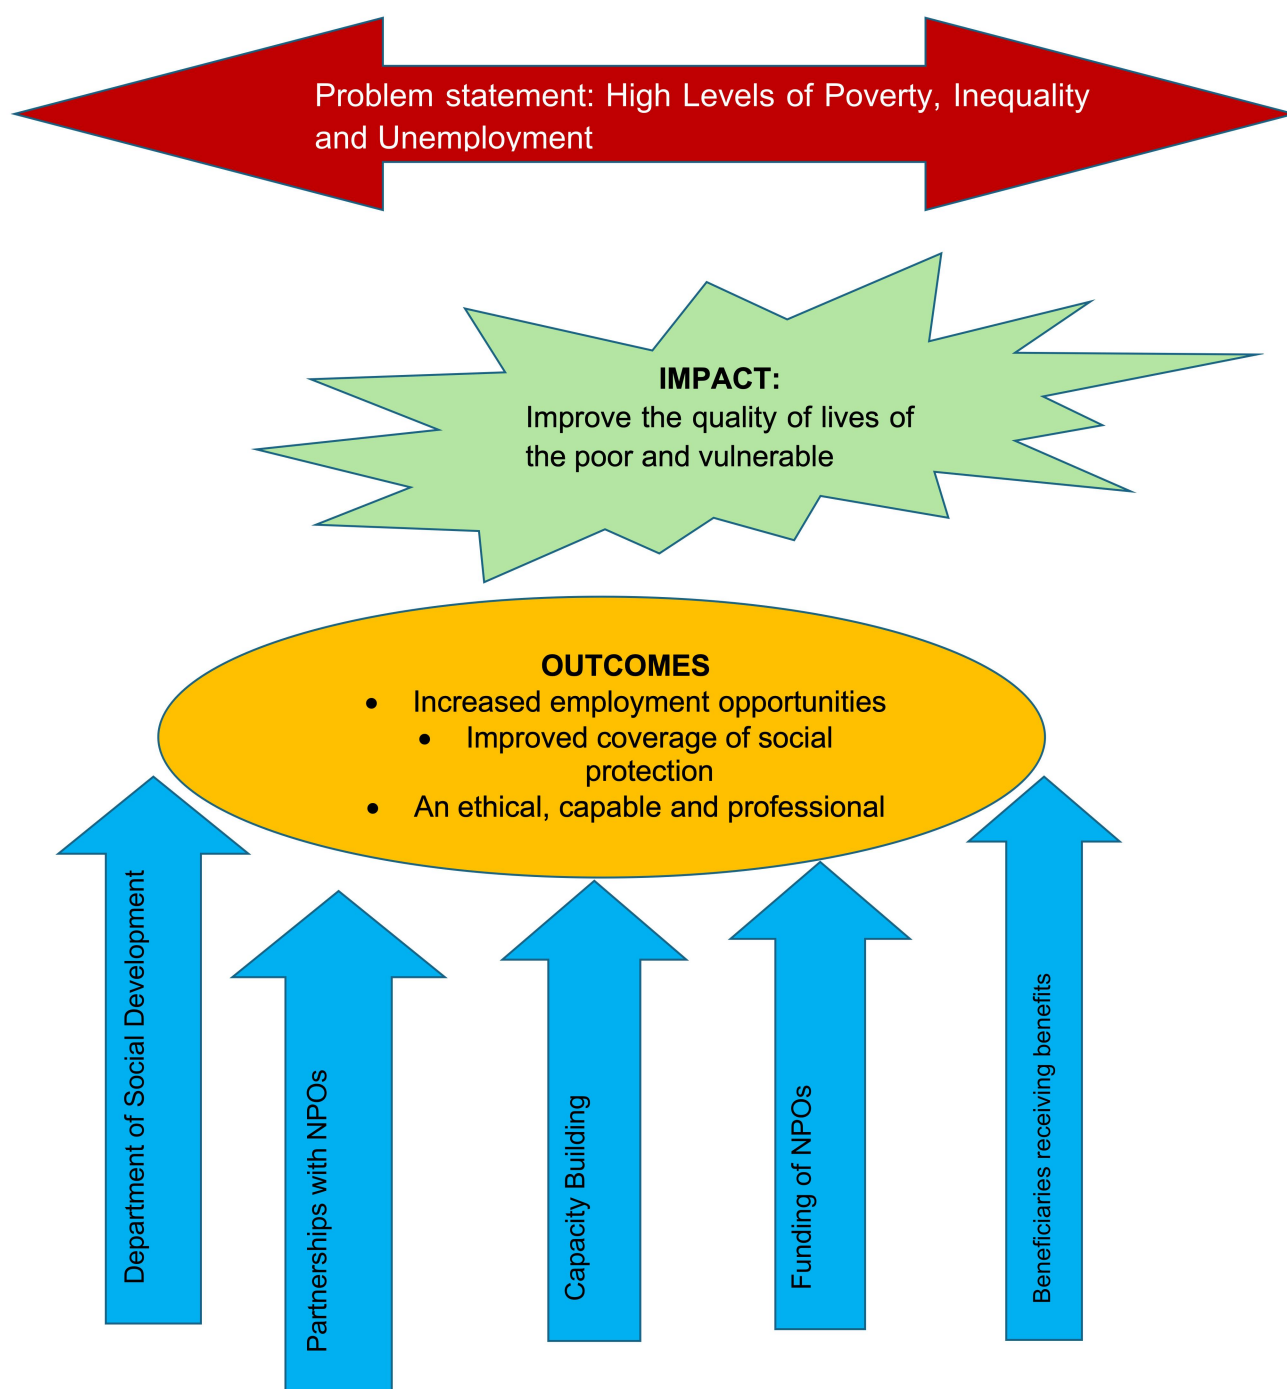 Problem statement: High Levels of Poverty, Inequality
and Unemployment
IMPACT:
Improve the quality of lives of
the poor and vulnerable
OUTCOMES
• Increased employment opportunities
• Improved coverage of social
protection
• An ethical, capable and professional
Department of Social Development
Partnerships with NPOs
Capacity Building
Funding of NPOs
Beneficiaries receiving benefits